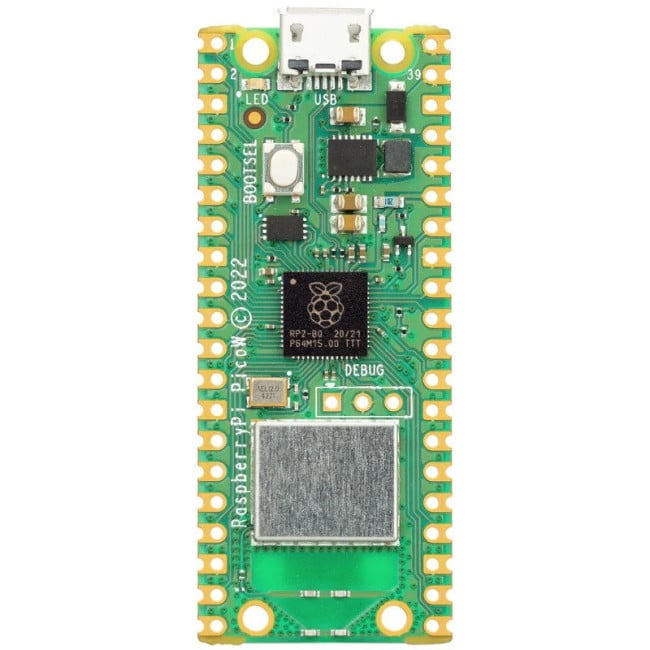 1
2
39
LED
USB
BOOTSEL
RP2-B0 20/21
P64M15.00 TTT
DEBUG
RaspberryPi PicoW © 2022